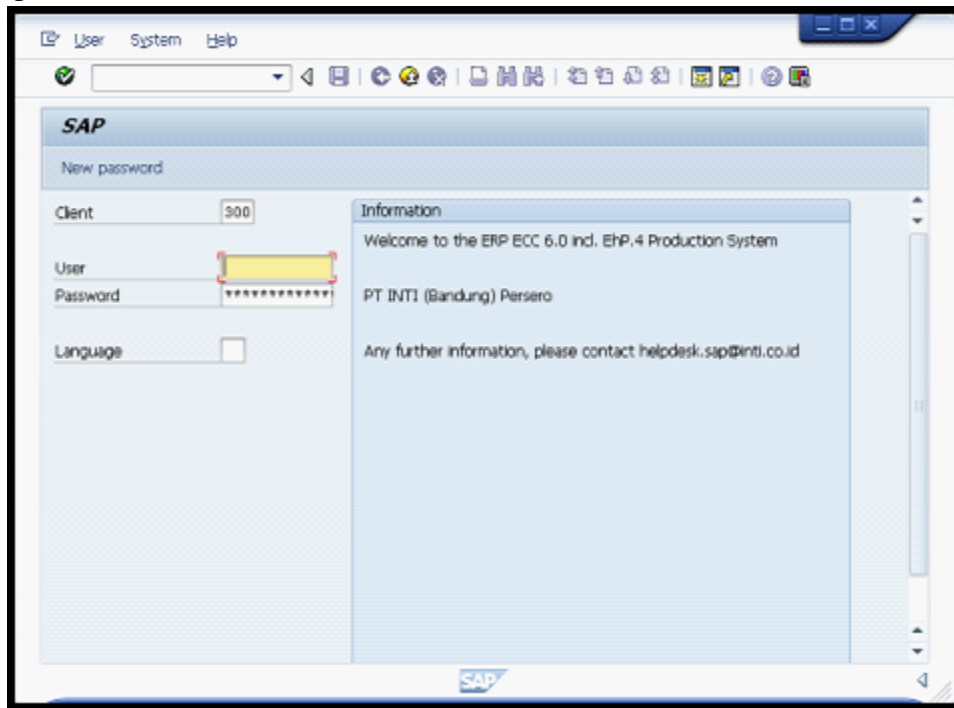 User System Help
SAP
New password
Client 300
Information
Welcome to the ERP ECC 6.0 incl. EhP.4 Production System
User
Password *************
PT INTI (Bandung) Persero
Language
Any further information, please contact helpdesk.sap@inti.co.id
SAP